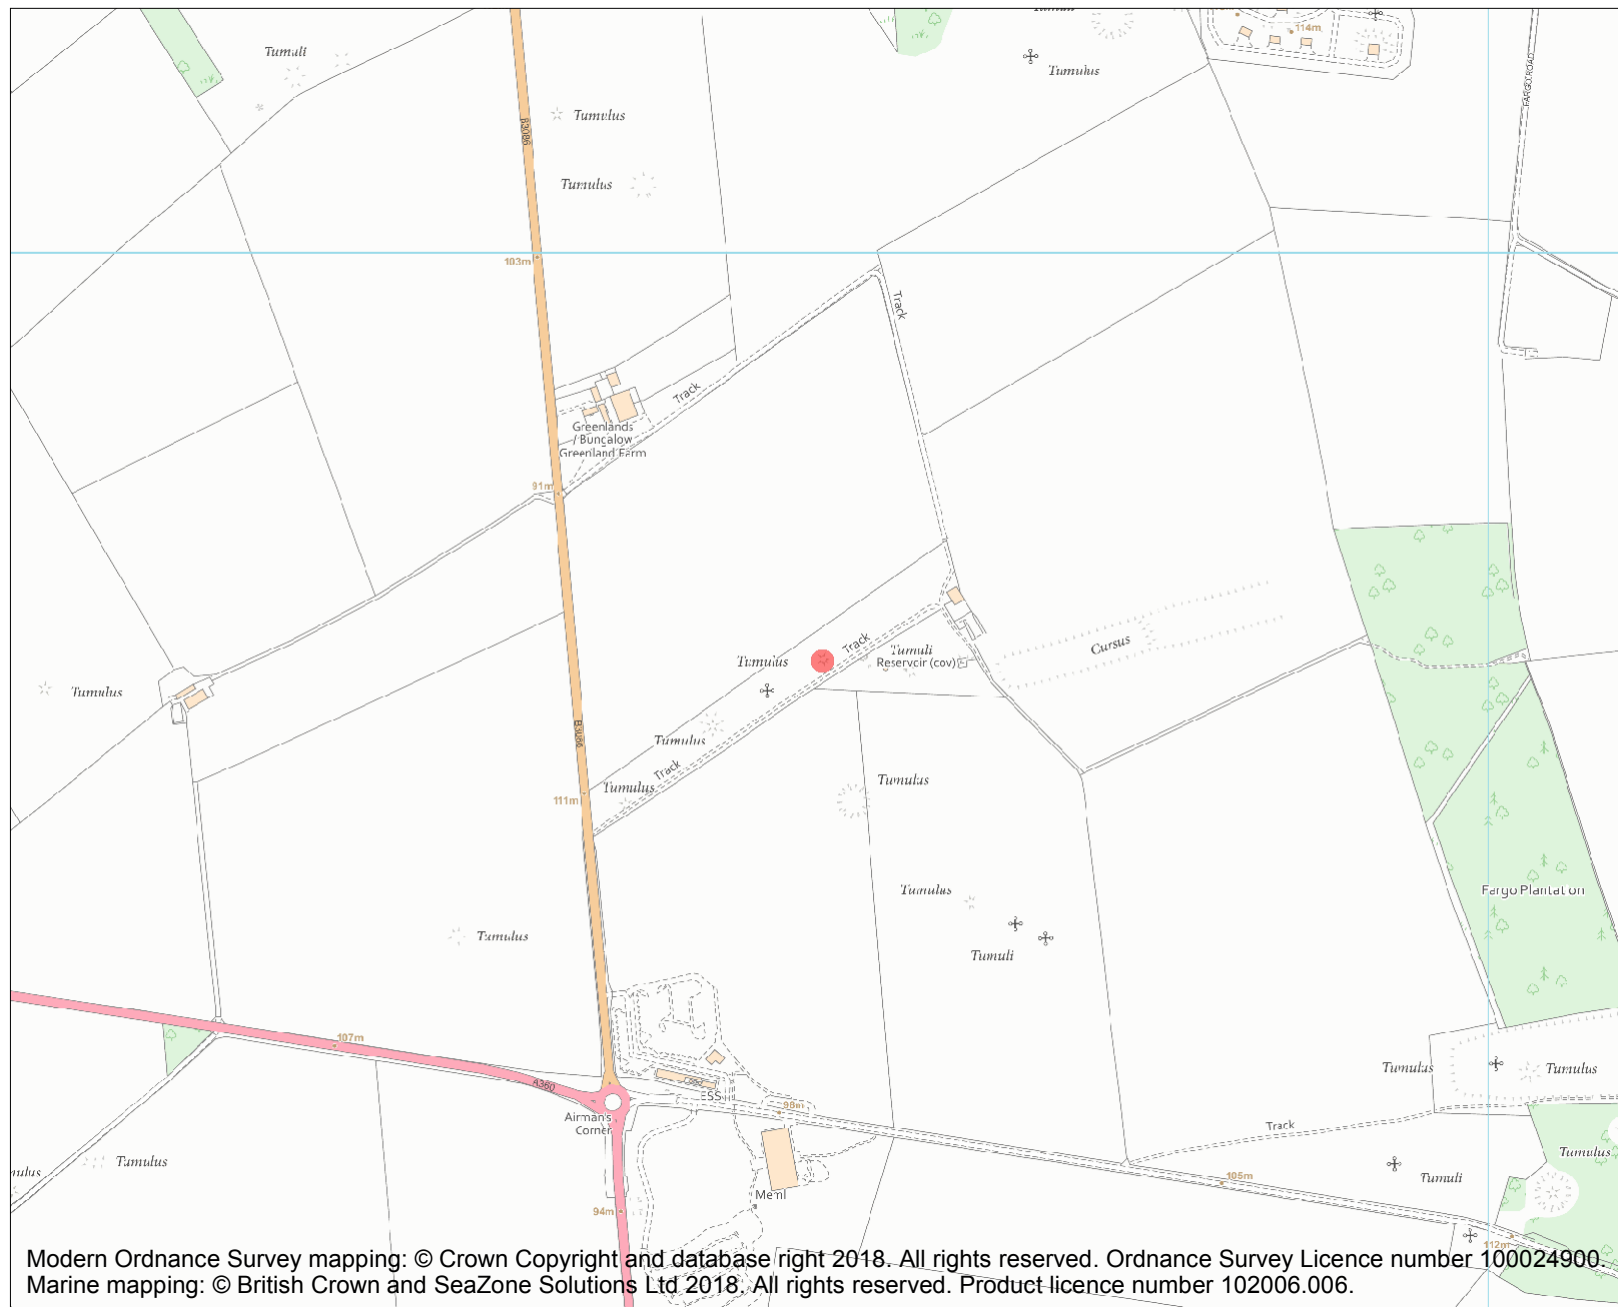 Tumuli
114m
Tumulus
FARGO ROAD
B3086
Tumulus
Tumulus
103m
Track
Track
Greenlands
/ Bungalow
Greenland Farm
91m
Cursus
Track
Tumulus
Tumuli
Reservoir (cov)
Tumulus
B3086
Tumulus
Track
Tumulus
Tumulus
111m
Tumulus
Fargo Plantation
Tumulus
Tumuli
107m
A360
ESS
98m
Airman's
Corner
Tumulus
Tumulus
Track
Tumulus
Tumulus
Tumuli
105m
Meml
94m
112m
Modern Ordnance Survey mapping: © Crown Copyright and database right 2018. All rights reserved. Ordnance Survey Licence number 100024900.
Marine mapping: © British Crown and SeaZone Solutions Ltd 2018. All rights reserved. Product licence number 102006.006.